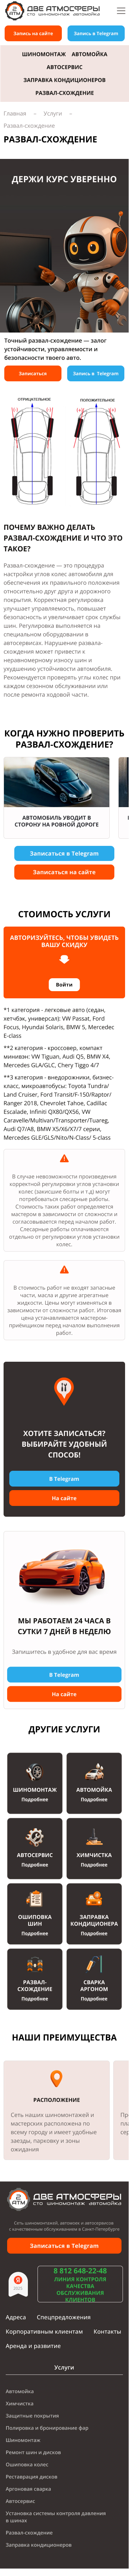 2 АТМ ДВЕ АТМОСФЕРЫ
сто шиномонтаж автомойка
Запись на сайте
Запись в Telegram
ШИНОМОНТАЖ АВТОМОЙКА
АВТОСЕРВИС
ЗАПРАВКА КОНДИЦИОНЕРОВ
РАЗВАЛ-СХОЖДЕНИЕ
Главная → Услуги →
Развал-схождение
РАЗВАЛ-СХОЖДЕНИЕ
ДЕРЖИ КУРС УВЕРЕННО
Точный развал-схождение — залог
устойчивости, управляемости и
безопасности твоего авто.
Записаться
Запись в Telegram
ОТРИЦАТЕЛЬНОЕ
ПОЛОЖИТЕЛЬНОЕ
ПОЧЕМУ ВАЖНО ДЕЛАТЬ
РАЗВАЛ-СХОЖДЕНИЕ И ЧТО ЭТО
ТАКОЕ?
Развал-схождение — это процедура
настройки углов колес автомобиля для
обеспечения их правильного положения
относительно друг друга и дорожного
покрытия. Корректная регулировка
улучшает управляемость, повышает
безопасность и увеличивает срок службы
шин. Регулировка выполняется на
специальном оборудовании в
автосервисах. Нарушение развала-
схождения может привести к
неравномерному износу шин и
ухудшению устойчивости автомобиля.
Рекомендуется проверять углы колес при
каждом сезонном обслуживании или
после ремонта ходовой части.
КОГДА НУЖНО ПРОВЕРИТЬ
РАЗВАЛ-СХОЖДЕНИЕ?
АВТОМОБИЛЬ УВОДИТ В
СТОРОНУ НА РОВНОЙ ДОРОГЕ
Записаться в Telegram
Записаться на сайте
СТОИМОСТЬ УСЛУГИ
АВТОРИЗУЙТЕСЬ, ЧТОБЫ УВИДЕТЬ
ВАШУ СКИДКУ
Войти
*1 категория - легковые авто (седан,
хетчбэк, универсал): VW Passat, Ford
Focus, Hyundai Solaris, BMW 5, Мерседес
E-class
**2 категория - кроссовер, компакт
минивэн: VW Tiguan, Audi Q5, BMW X4,
Mercedes GLA/GLC, Chery Tiggo 4/7
***3 категория – внедорожники, бизнес-
класс, микроавтобусы: Toyota Tundra/
Land Cruiser, Ford Transit/F-150/Raptor/
Ranger 2018, Chevrolet Tahoe, Cadillac
Escalade, Infiniti QX80/QX56, VW
Caravelle/Multivan/Transporter/Tuareg,
Audi Q7/A8, BMW X5/X6/X7/7 серии,
Mercedes GLE/GLS/Vito/N-Class/ S-class
В случае невозможности произведения
корректной регулировки углов установки
колес (закисшие болты и т.д) могут
потребоваться слесарные работы.
Стоимость таких работ определяется
мастером в зависимости от сложности и
согласовывается перед началом работ.
Слесарные работы оплачиваются
отдельно от регулировки углов установки
колес.
В стоимость работ не входят запасные
части, масла и другие агрегатные
жидкости. Цены могут изменяться в
зависимости от сложности работ. Итоговая
цена устанавливается мастером-
приёмщиком перед началом выполнения
работ.
ХОТИТЕ ЗАПИСАТЬСЯ?
ВЫБИРАЙТЕ УДОБНЫЙ
СПОСОБ!
В Telegram
На сайте
МЫ РАБОТАЕМ 24 ЧАСА В
СУТКИ 7 ДНЕЙ В НЕДЕЛЮ
Запишитесь в удобное для вас время
В Telegram
На сайте
ДРУГИЕ УСЛУГИ
ШИНОМОНТАЖ
Подробнее
АВТОМОЙКА
Подробнее
АВТОСЕРВИС
Подробнее
ХИМЧИСТКА
Подробнее
ОШИПОВКА
ШИН
Подробнее
ЗАПРАВКА
КОНДИЦИОНЕРА
Подробнее
РАЗВАЛ-
СХОЖДЕНИЕ
Подробнее
СВАРКА
АРГОНОМ
Подробнее
НАШИ ПРЕИМУЩЕСТВА
РАСПОЛОЖЕНИЕ
Сеть наших шиномонтажей и
мастерских расположена по
всему городу и имеет удобные
заезды, парковку и зоны
ожидания
2 АТМ ДВЕ АТМОСФЕРЫ
сто шиномонтаж автомойка
Сеть шиномонтажей, автомоек и автосервисов
с качественным обслуживанием в Санкт-Петербурге
Записаться в Telegram
8 812 648-22-48
ЛИНИЯ КОНТРОЛЯ
КАЧЕСТВА
ОБСЛУЖИВАНИЯ
КЛИЕНТОВ
Адреса Спецпредложения
Корпоративным клиентам Контакты
Аренда и развитие
Услуги
Автомойка
Химчистка
Защитные покрытия
Полировка и бронирование фар
Шиномонтаж
Ремонт шин и дисков
Ошиповка колес
Реставрация дисков
Аргоновая сварка
Автосервис
Установка системы контроля давления
в шинах
Развал-схождение
Заправка кондиционеров